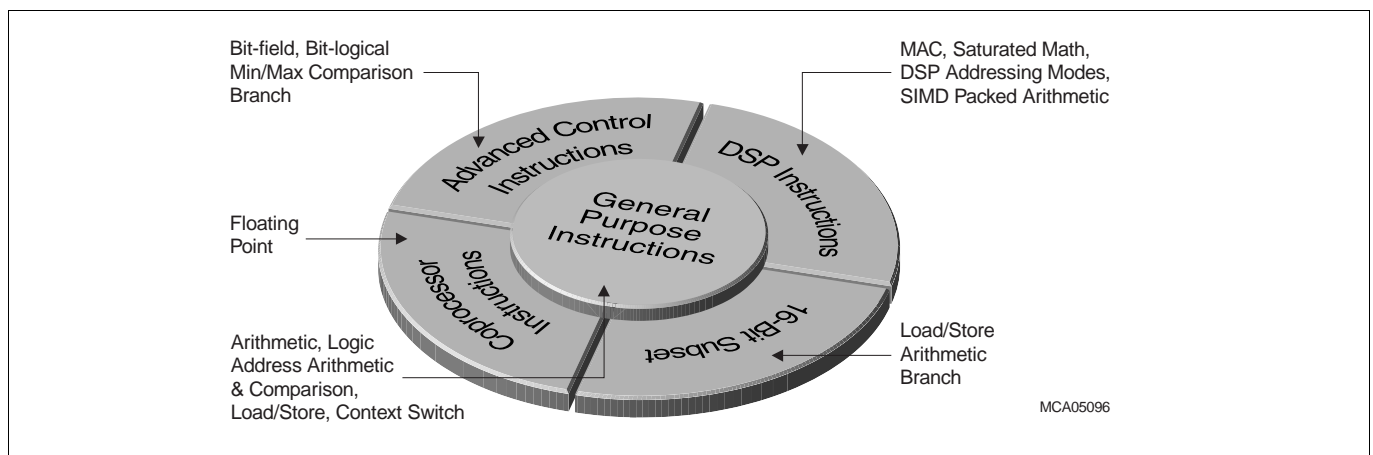 Bit-field, Bit-logical
Min/Max Comparison
Branch
MAC, Saturated Math,
DSP Addressing Modes,
SIMD Packed Arithmetic
Advanced Control
Instructions
DSP Instructions
General
Purpose
Instructions
Floating
Point
Coprocessor
Instructions
16-Bit Subset
Arithmetic, Logic
Address Arithmetic
& Comparison,
Load/Store, Context Switch
Load/Store
Arithmetic
Branch
MCA05096